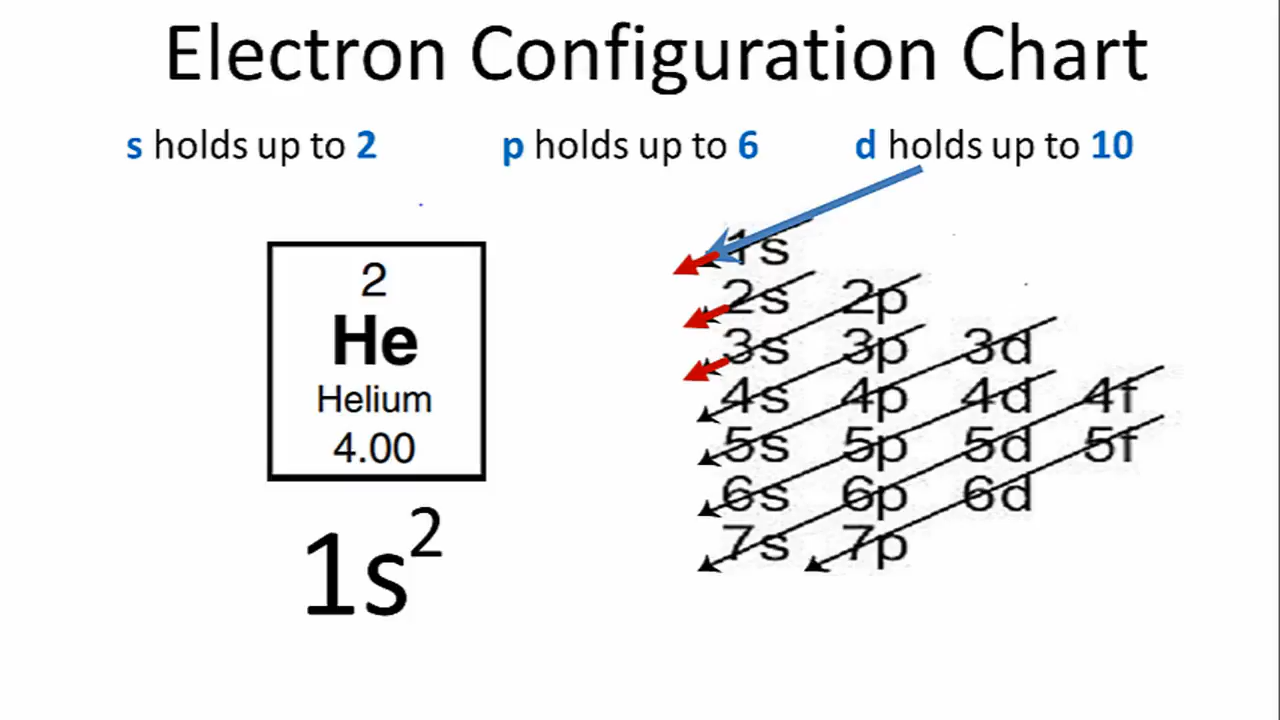 Electron Configuration Chart
s holds up to 2 p holds up to 6 d holds up to 10
2
He
Helium
4.00
1s²
1s
2s 2p
3s 3p 3d
4s 4p 4d 4f
5s 5p 5d 5f
6s 6p 6d
7s 7p